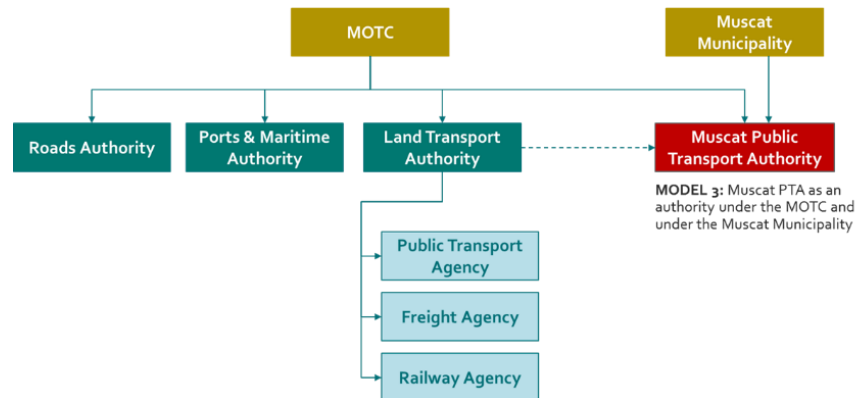 MOTC
Muscat
Municipality
Roads Authority
Ports & Maritime
Authority
Land Transport
Authority
Muscat Public
Transport Authority
MODEL 3: Muscat PTA as an
authority under the MOTC and
under the Muscat Municipality
Public Transport
Agency
Freight Agency
Railway Agency